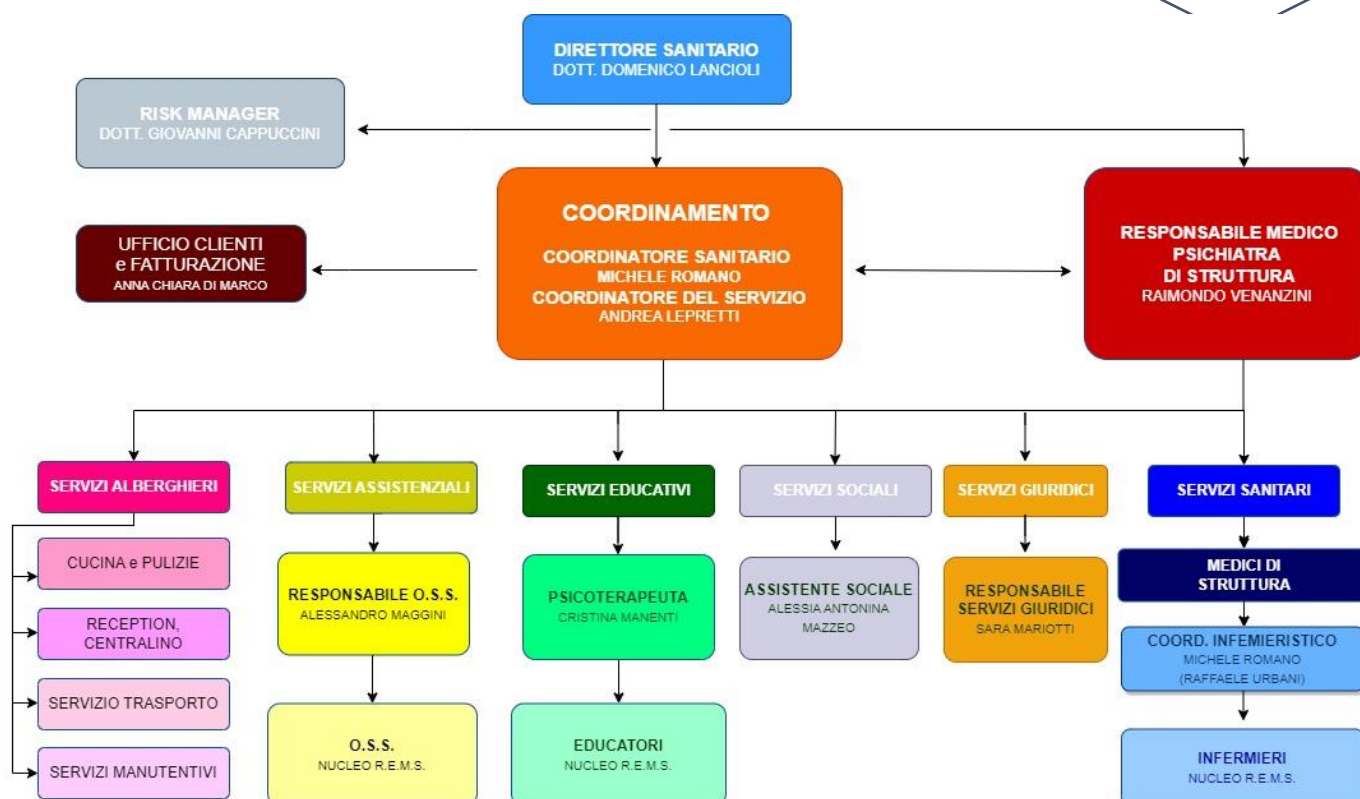 DIRETTORE SANITARIO
DOTT. DOMENICO LANCIOLI
RISK MANAGER
DOTT. GIOVANNI CAPPUCCINI
COORDINAMENTO
COORDINATORE SANITARIO
MICHELE ROMANO
COORDINATORE DEL SERVIZIO
ANDREA LEPRETTI
RESPONSABILE MEDICO
PSICHIATRA
DI STRUTTURA
RAIMONDO VENANZINI
UFFICIO CLIENTI
e FATTURAZIONE
ANNA CHIARA DI MARCO
SERVIZI ALBERGHIERI
CUCINA e PULIZIE
RECEPTION,
CENTRALINO
SERVIZIO TRASPORTO
SERVIZI MANUTENTIVI
SERVIZI ASSISTENZIALI
RESPONSABILE O.S.S.
ALESSANDRO MAGGINI
O.S.S.
NUCLEO R.E.M.S.
SERVIZI EDUCATIVI
PSICOTERAPEUTA
CRISTINA MANENTI
EDUCATORI
NUCLEO R.E.M.S.
SERVIZI SOCIALI
ASSISTENTE SOCIALE
ALESSIA ANTONINA
MAZZEO
SERVIZI GIURIDICI
RESPONSABILE
SERVIZI GIURIDICI
SARA MARIOTTI
SERVIZI SANITARI
MEDICI DI
STRUTTURA
COORD. INFEMIERISTICO
MICHELE ROMANO
(RAFFAELE URBANI)
INFERMIERI
NUCLEO R.E.M.S.